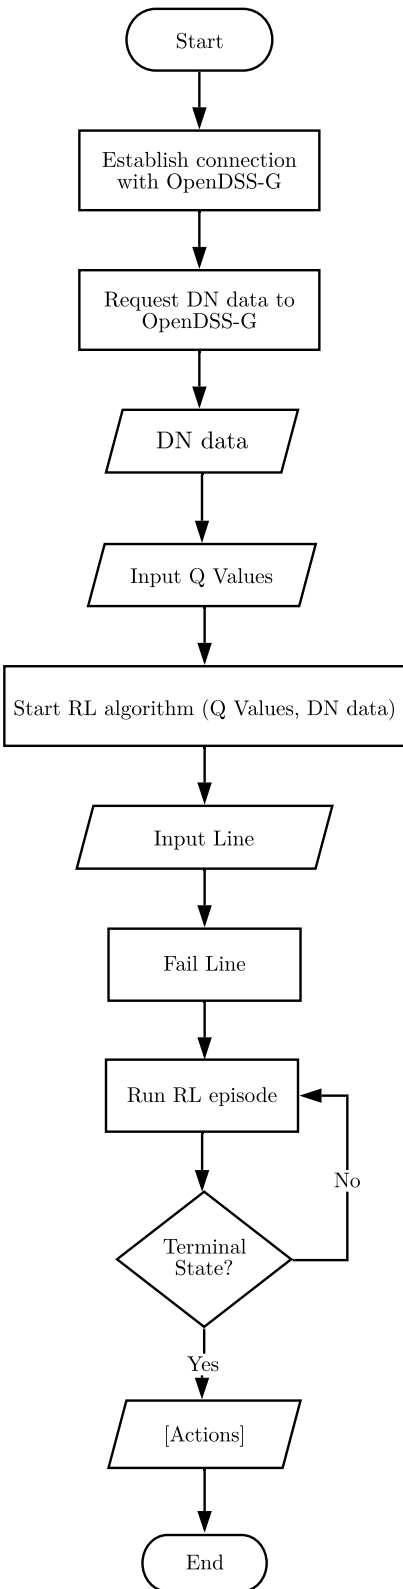 Start
Establish connection
with OpenDSS-G
Request DN data to
OpenDSS-G
DN data
Input Q Values
Start RL algorithm (Q Values, DN data)
Input Line
Fail Line
Run RL episode
No
Terminal
State?
Yes
[Actions]
End